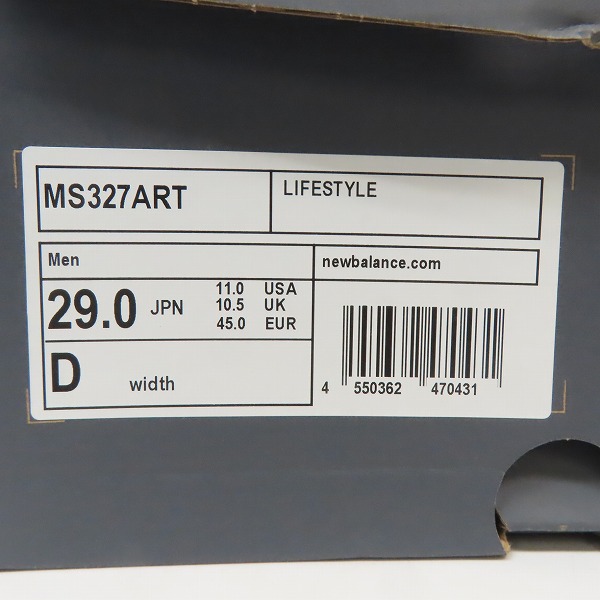 MS327ART
LIFESTYLE
Men
newbalance.com
29.0 JPN
11.0 USA
10.5 UK
45.0 EUR
D width
4 550362 470431